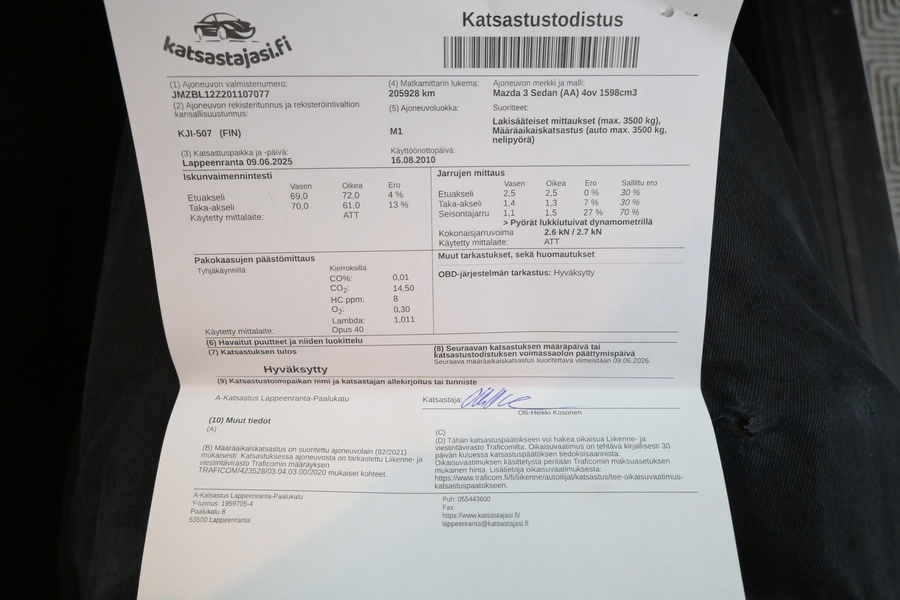 katsastajasi.fi
Katsastustodistus
(1) Ajoneuvon valmistenumero:
JMZBL12Z201107077
(4) Matkamittarin lukema:
205928 km
Ajoneuvon merkki ja malli:
Mazda 3 Sedan (AA) 4ov 1598cm3
(2) Ajoneuvon rekisteritunnus ja rekisteröintivaltion
kansallisuustunnus:
KJI-507 (FIN)
(5) Ajoneuvoluokka:
M1
Suoritteet:
Lakisääteiset mittaukset (max. 3500 kg),
Määräaikaiskatsastus (auto max. 3500 kg,
nelipyörä)
(3) Katsastuspaikka ja -päivä:
Lappeenranta 09.06.2025
Käyttöönottopäivä:
16.08.2010
Iskunvaimennintesti
Vasen Oikea Ero
Etuakseli 69,0 72,0 4 %
Taka-akseli 70,0 61,0 13 %
Käytetty mittalaite: ATT
Jarrujen mittaus
Vasen Oikea Ero Sallittu ero
Etuakseli 2,5 2,5 0 % 30 %
Taka-akseli 1,4 1,3 7 % 30 %
Seisontajarru 1,1 1,5 27 % 70 %
> Pyörät lukkiutuivat dynamometrillä
Kokonaisjarruvoima 2.6 kN / 2.7 kN
Käytetty mittalaite: ATT
Pakokaasujen päästömittaus
Tyhjäkäynnillä Kierroksilla
CO%: 0,01
CO2: 14,50
HC ppm: 8
O2: 0,30
Lambda: 1,011
Käytetty mittalaite: Opus 40
Muut tarkastukset, sekä huomautukset
OBD-järjestelmän tarkastus: Hyväksytty
(6) Havaitut puutteet ja niiden luokittelu
(7) Katsastuksen tulos
Hyväksytty
(8) Seuraavan katsastuksen määräpäivä tai
katsastustodistuksen voimassaolon päättymispäivä
Seuraava määräaikaiskatsastus suoritettava viimeistään 09.06.2026.
(9) Katsastustoimipaikan nimi ja katsastajan allekirjoitus tai tunniste
A-Katsastus Lappeenranta-Paalukatu
Katsastaja:
Olli-Heikki Kosonen
(10) Muut tiedot
(A)
(B) Määräaikaiskatsastus on suoritettu ajoneuvolain (82/2021)
mukaisesti. Katsastuksessa ajoneuvosta on tarkastettu Liikenne- ja
viestintävirasto Traficomin määräyksen
TRAFICOM/423528/03.04.03.00/2020 mukaiset kohteet.
(C)
(D) Tähän katsastuspäätökseen voi hakea oikaisua Liikenne- ja
viestintävirasto Traficomilta. Oikaisuvaatimus on tehtävä kirjallisesti 30
päivän kuluessa katsastuspäätöksen tiedoksisaannista.
Oikaisuvaatimuksen käsittelystä peritään Traficomin maksuasetuksen
mukainen hinta. Lisätietoja oikaisuvaatimuksesta:
https://www.traficom.fi/fi/liikenne/autoilijat/katsastus/tee-oikaisuvaatimus-
katsastuspaatokseen.
A-Katsastus Lappeenranta-Paalukatu
Y-tunnus: 1959705-4
Paalukatu 8
53500 Lappeenranta
Puh: 055443600
Fax:
https://www.katsastajasi.fi/
lappeenranta@katsastajasi.fi